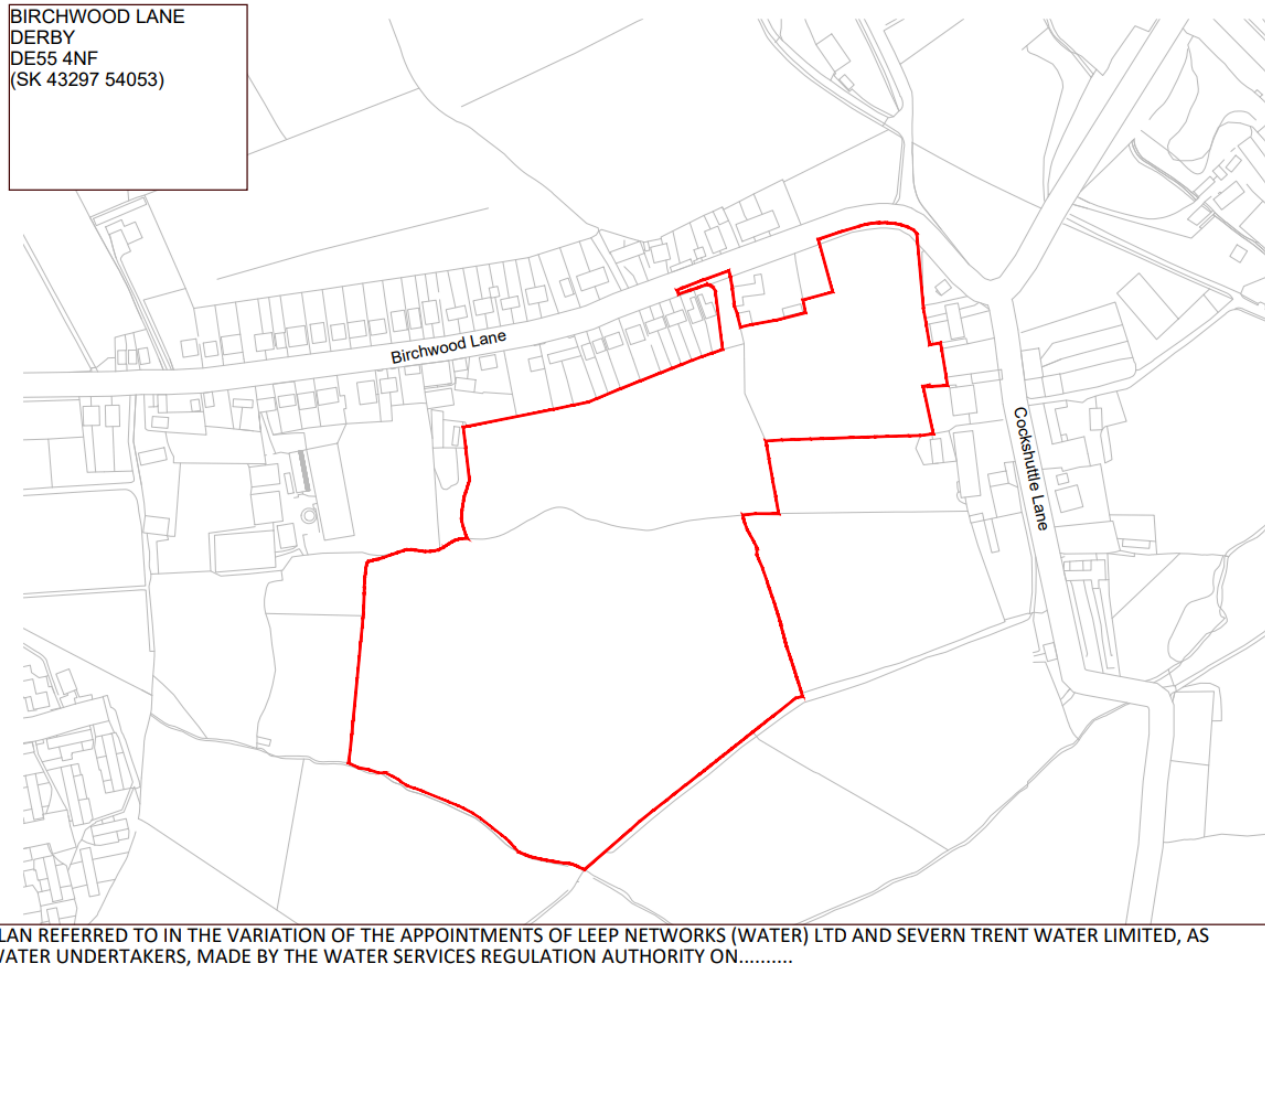 BIRCHWOOD LANE
DERBY
DE55 4NF
(SK 43297 54053)
Birchwood Lane
Cockshuttle Lane
LAN REFERRED TO IN THE VARIATION OF THE APPOINTMENTS OF LEEP NETWORKS (WATER) LTD AND SEVERN TRENT WATER LIMITED, AS
WATER UNDERTAKERS, MADE BY THE WATER SERVICES REGULATION AUTHORITY ON..........